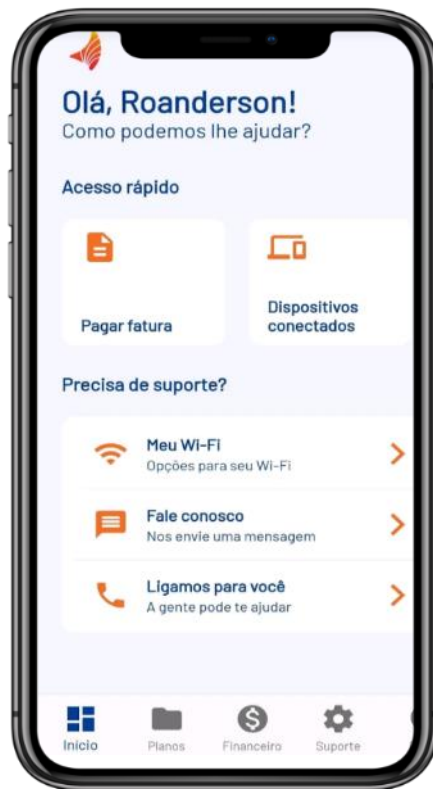 Olá, Roanderson!
Como podemos lhe ajudar?
Acesso rápido
Pagar fatura
Dispositivos
conectados
Precisa de suporte?
Meu Wi-Fi
Opções para seu Wi-Fi
Fale conosco
Nos envie uma mensagem
Ligamos para você
A gente pode te ajudar
Início
Planos
Financeiro
Suporte